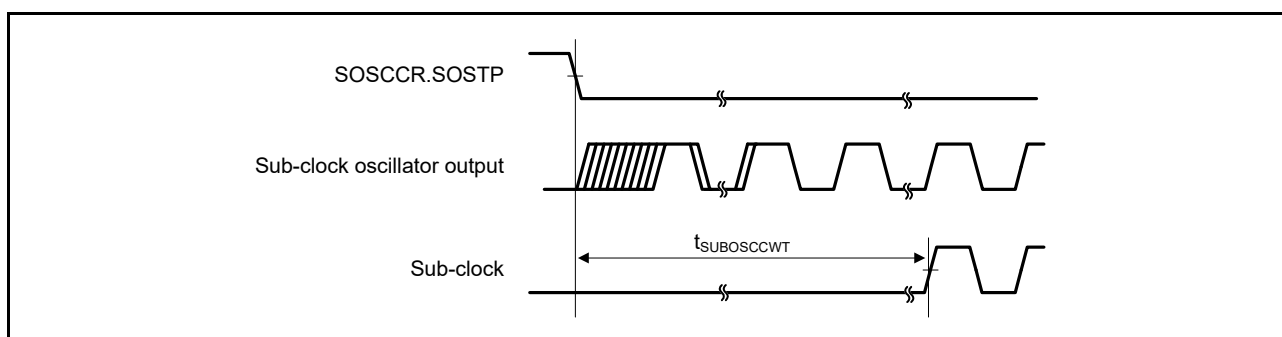 SOSCCR.SOSTP
Sub-clock oscillator output
tSUBOSCCWT
Sub-clock